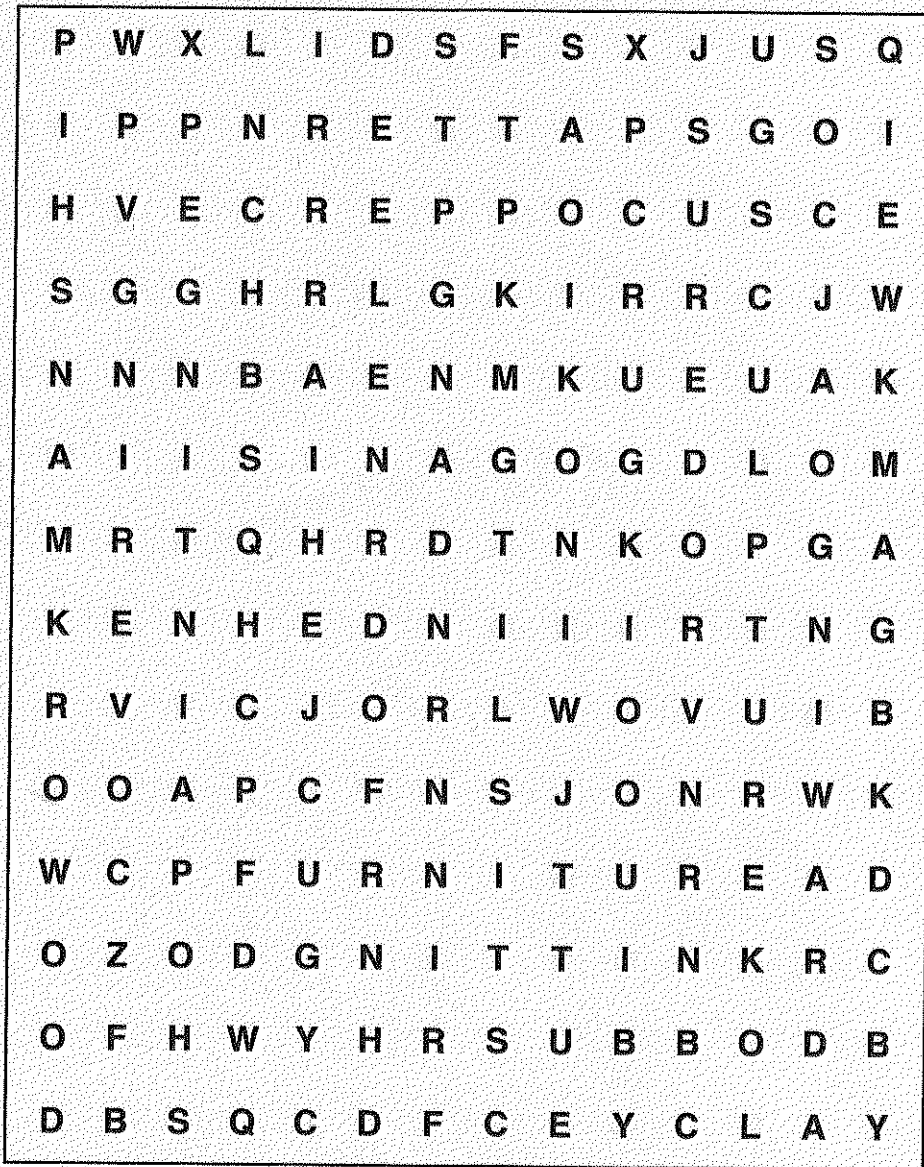 P W X L I D S F S X J U S Q
I P P N R E T T A P S G O I
H V E C R E P P O C U S C E
S G G H R L G K I R R C J W
N N N B A E N M K U E U A K
A I I S I N A G O G D L O M
M R T Q H R D T N K O P G A
K E N H E D N I I I R T N G
R V I C J O R L W O V U I B
O O A P C F N S J O N R W K
W C P F U R N I T U R E A D
O Z O D G N I T T I N K R C
O F H W Y H R S U B B O D B
D B S Q C D F C E Y C L A Y